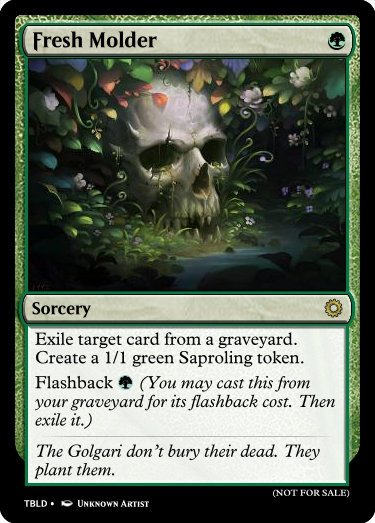 Fresh Molder
Sorcery
Exile target card from a graveyard.
Create a 1/1 green Saproling token.
Flashback (You may cast this from
your graveyard for its flashback cost. Then
exile it.)
The Golgari don't bury their dead. They
plant them.
(NOT FOR SALE)
TBLD • Unknown Artist